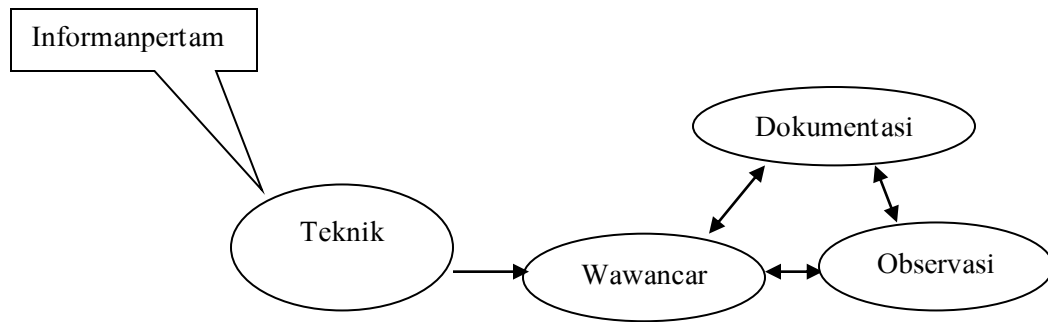 Informanpertam
Dokumentasi
Teknik
Wawancar
Observasi